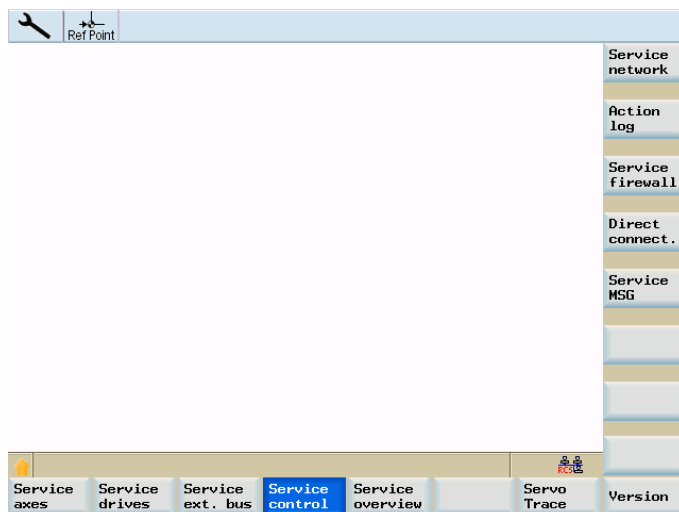 Ref Point
Service
network
Action
log
Service
firewall
Direct
connect.
Service
MSG
RCS
Service
axes
Service
drives
Service
ext. bus
Service
control
Service
overview
Servo
Trace
Version